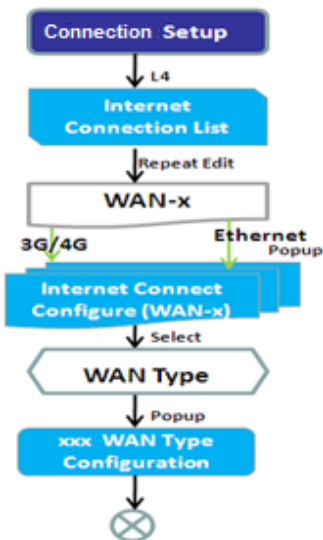 Connection Setup
L4
Internet
Connection List
Repeat Edit
WAN-x
3G/4G
Ethernet
Popup
Internet Connect
Configure (WAN-x)
Select
WAN Type
Popup
xxx WAN Type
Configuration